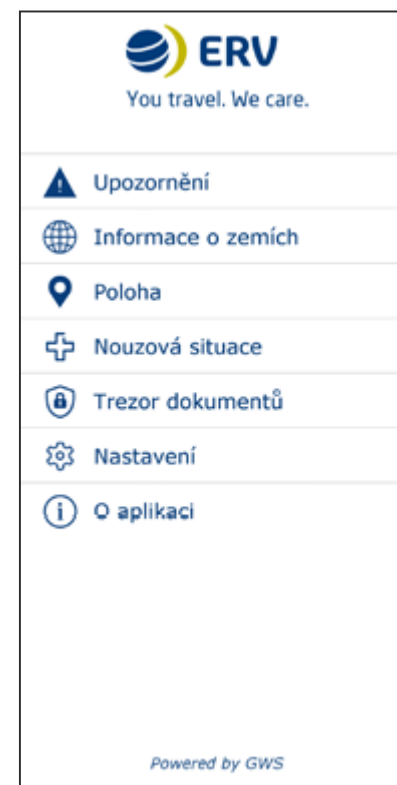 ERV
You travel. We care.
Upozornění
Informace o zemích
Poloha
Nouzová situace
Trezor dokumentů
Nastavení
O aplikaci
Powered by GWS